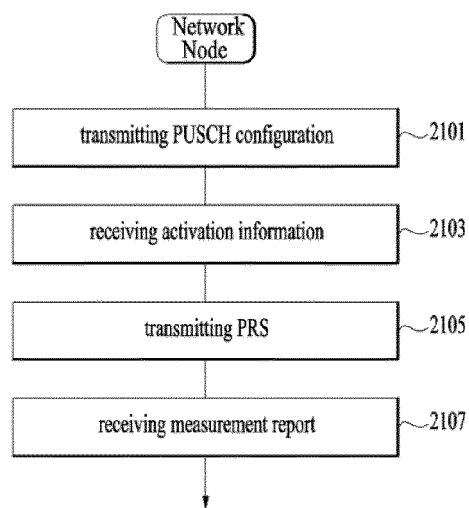 Network
Node
transmitting PUSCH configuration
2101
receiving activation information
2103
transmitting PRS
2105
receiving measurement report
2107